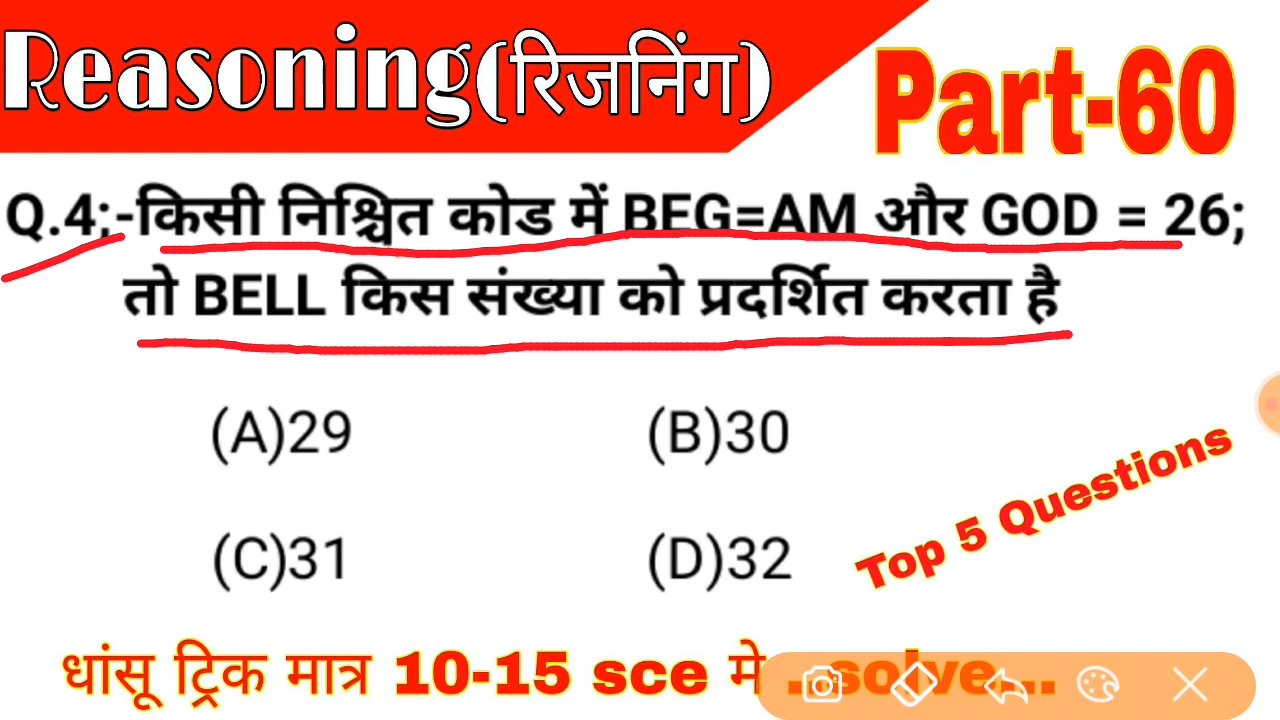 Reasoning(रिजनिंग)
Part-60
Q.4;-किसी निश्चित कोड में BEG=AM और GOD = 26;
तो BELL किस संख्या को प्रदर्शित करता है
(A)29 (B)30
(C)31 (D)32
Top 5 Questions
धांसू ट्रिक मात्र 10-15 sce मे ..solve...